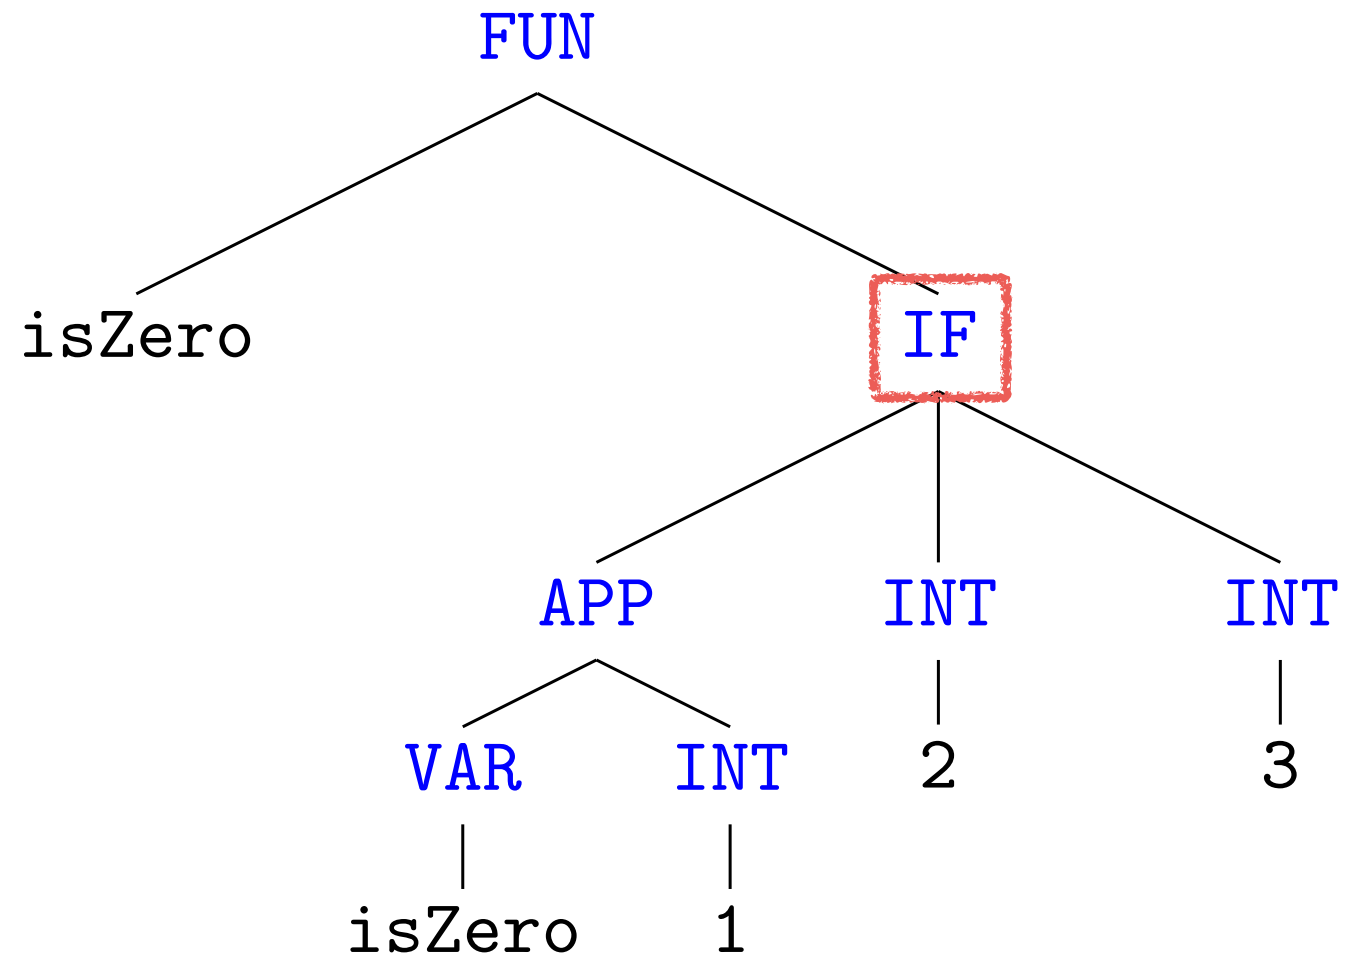 FUN
isZero IF
APP INT INT
VAR INT 2 3
isZero 1